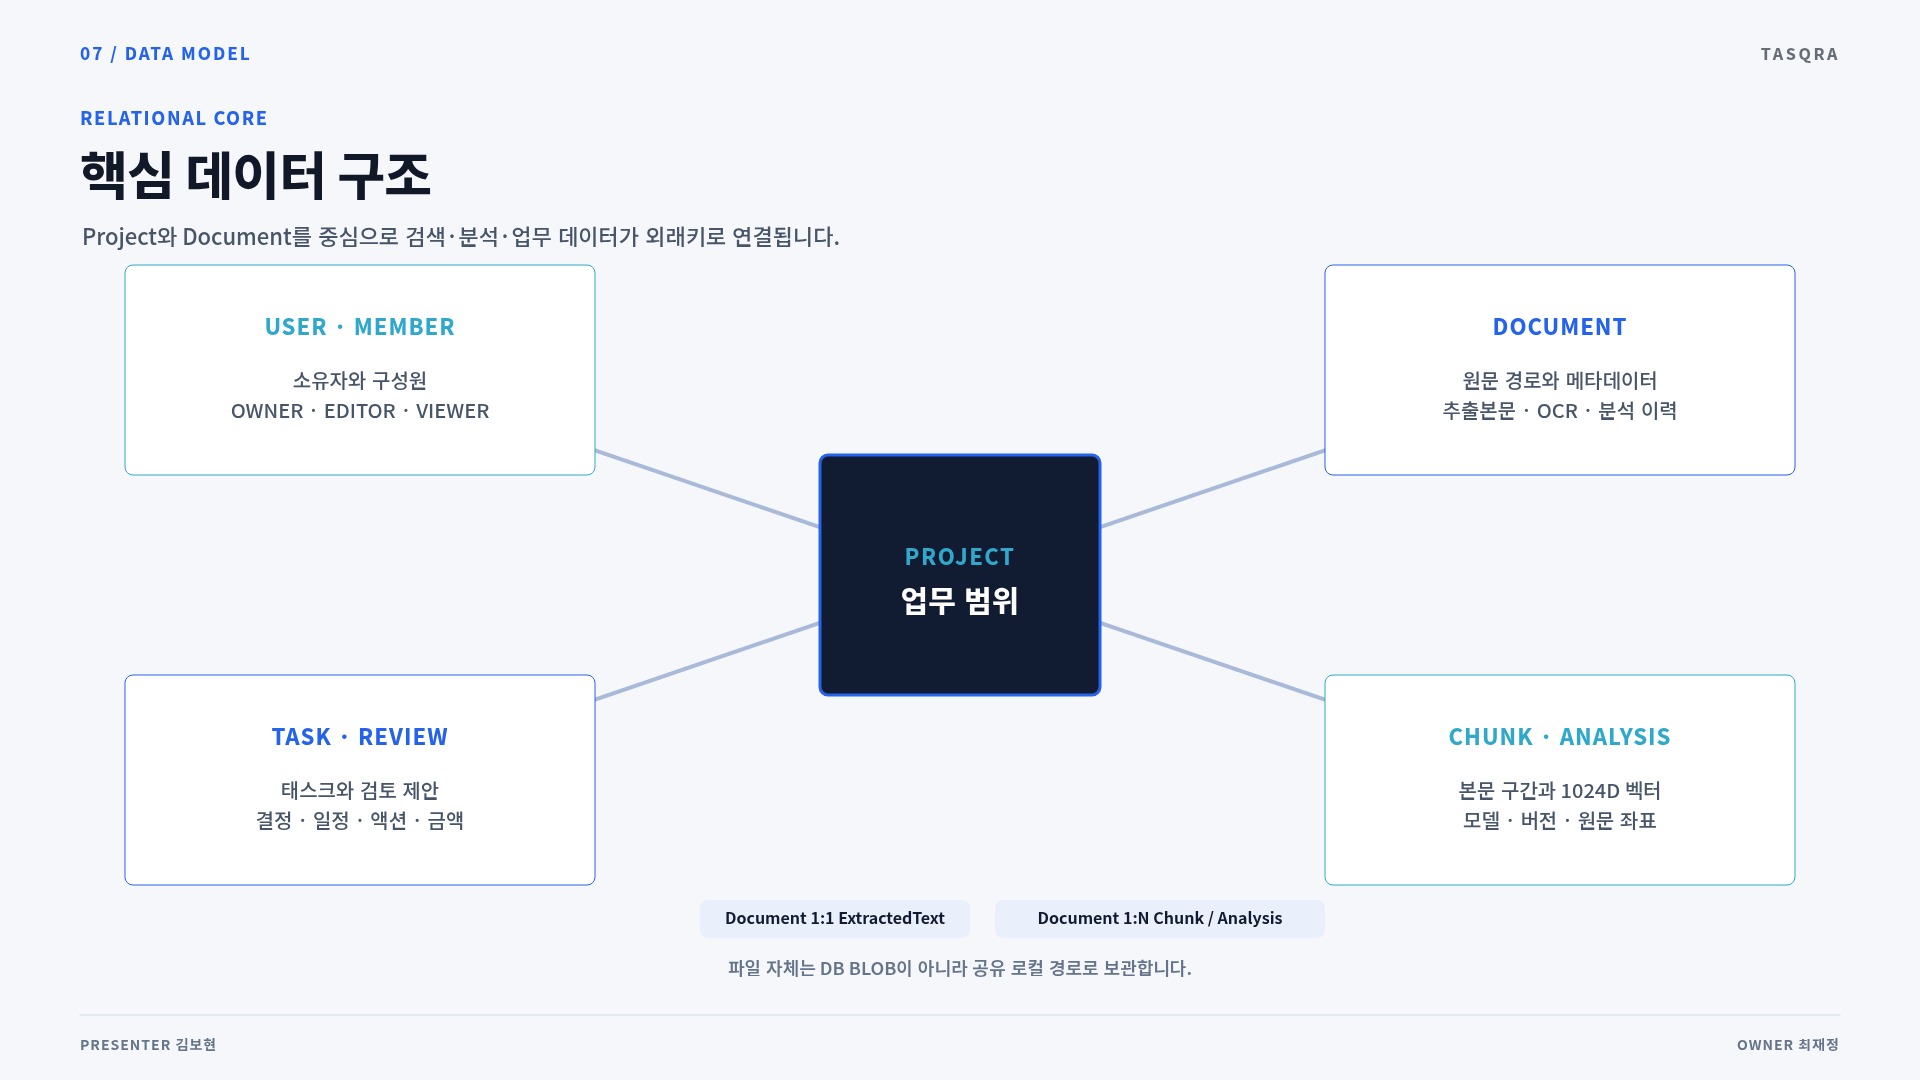 07 / DATA MODEL
TASQRA
RELATIONAL CORE
핵심 데이터 구조
Project와 Document를 중심으로 검색·분석·업무 데이터가 외래키로 연결됩니다.
USER · MEMBER
소유자와 구성원
OWNER · EDITOR · VIEWER
DOCUMENT
원문 경로와 메타데이터
추출본문 · OCR · 분석 이력
PROJECT
업무 범위
TASK · REVIEW
태스크와 검토 제안
결정 · 일정 · 액션 · 금액
CHUNK · ANALYSIS
본문 구간과 1024D 벡터
모델 · 버전 · 원문 좌표
Document 1:1 ExtractedText
Document 1:N Chunk / Analysis
파일 자체는 DB BLOB이 아니라 공유 로컬 경로로 보관합니다.
PRESENTER 김보현
OWNER 최재정